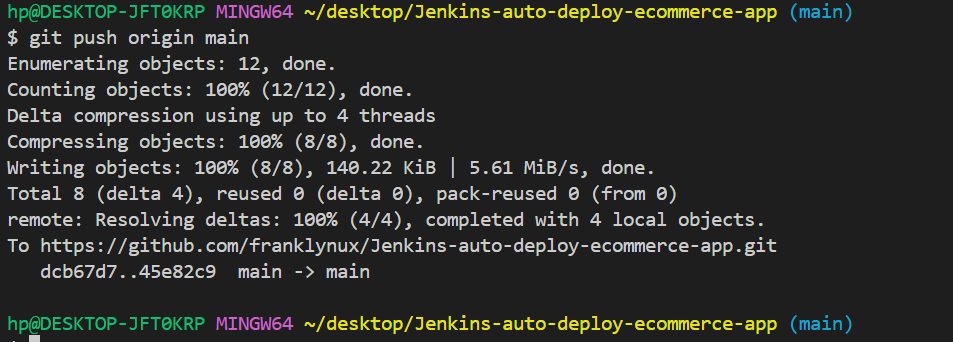 hp@DESKTOP-JFT0KRP MINGW64 ~/desktop/Jenkins-auto-deploy-ecommerce-app (main)
$ git push origin main
Enumerating objects: 12, done.
Counting objects: 100% (12/12), done.
Delta compression using up to 4 threads
Compressing objects: 100% (8/8), done.
Writing objects: 100% (8/8), 140.22 KiB | 5.61 MiB/s, done.
Total 8 (delta 4), reused 0 (delta 0), pack-reused 0 (from 0)
remote: Resolving deltas: 100% (4/4), completed with 4 local objects.
To https://github.com/franklynux/Jenkins-auto-deploy-ecommerce-app.git
   dcb67d7..45e82c9  main -> main
hp@DESKTOP-JFT0KRP MINGW64 ~/desktop/Jenkins-auto-deploy-ecommerce-app (main)